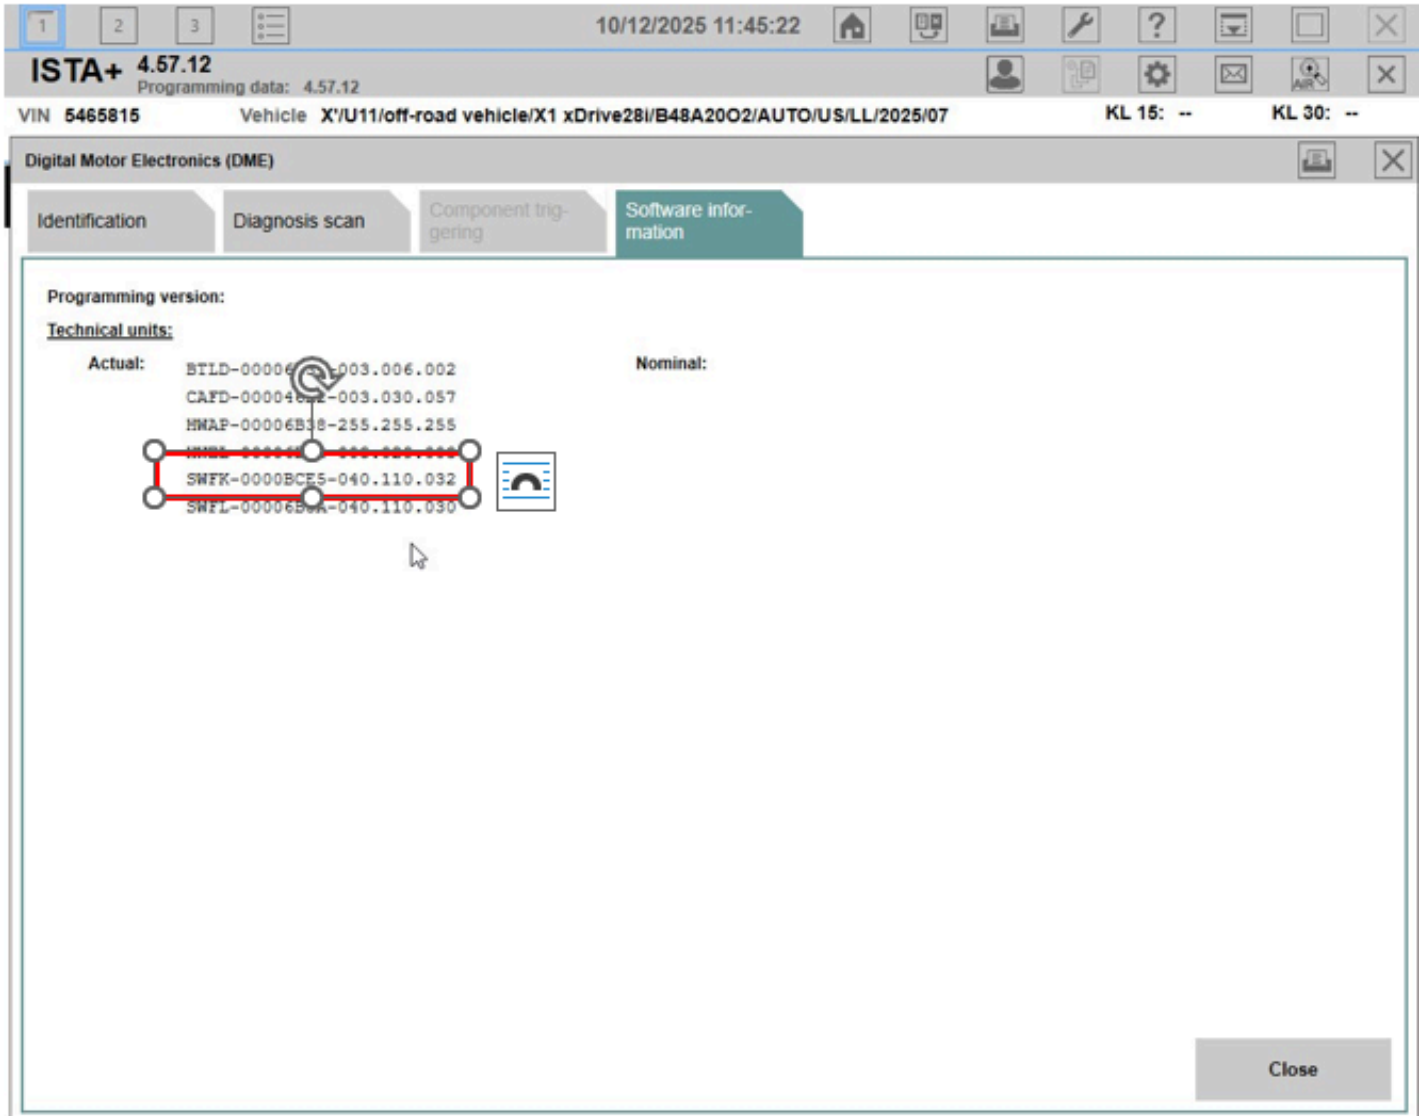 1 2 3 10/12/2025 11:45:22 ?
ISTA+ 4.57.12
Programming data: 4.57.12
AIR
VIN 5465815 Vehicle X'/U11/off-road vehicle/X1 xDrive28i/B48A20O2/AUTO/US/LL/2025/07 KL 15: -- KL 30: --
Digital Motor Electronics (DME)
Identification
Diagnosis scan
Component trig-
gering
Software infor-
mation
Programming version:
Technical units:
Actual:
Nominal:
003.006.002
003.030.057
HWAP-00006B38-255.255.255
SWFK-0000BCE5-040.110.032
040.110.030
Close